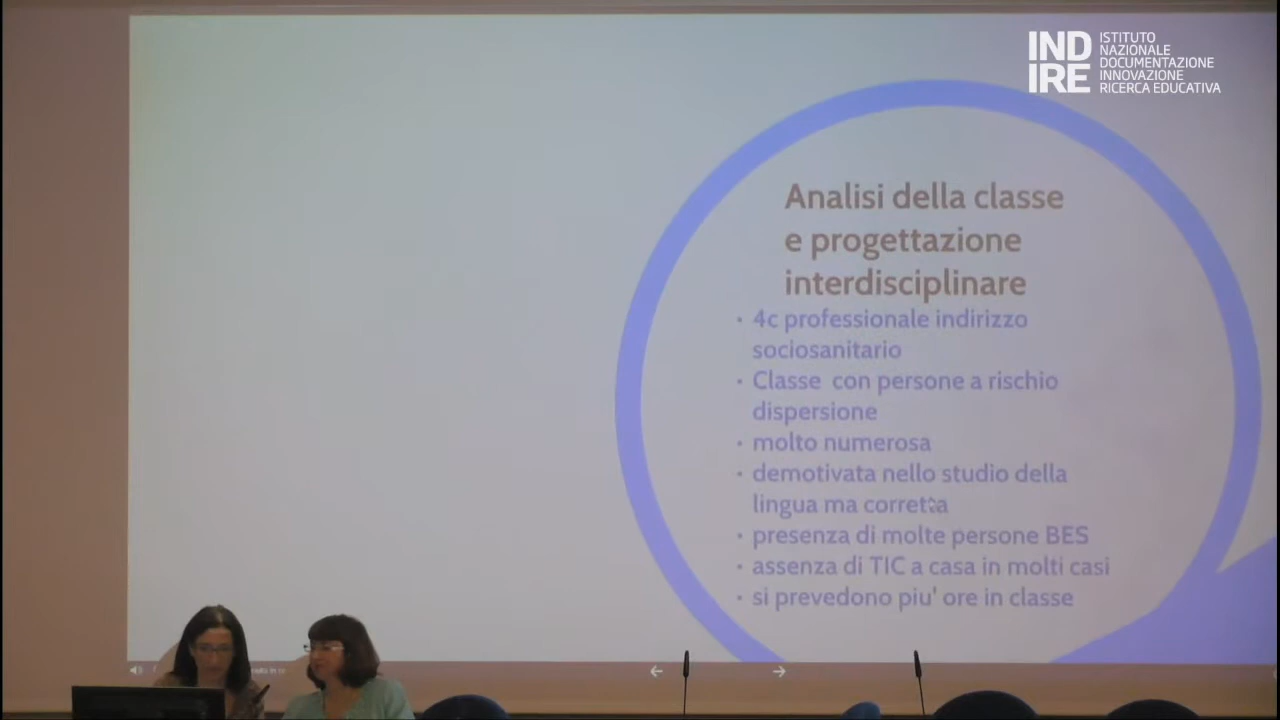 IND
IRE
ISTITUTO
NAZIONALE
DOCUMENTAZIONE
INNOVAZIONE
RICERCA EDUCATIVA
Analisi della classe
e progettazione
interdisciplinare
• 4c professionale indirizzo
sociosanitario
• Classe con persone a rischio
dispersione
• molto numerosa
• demotivata nello studio della
lingua ma corretta
• presenza di molte persone BES
• assenza di TIC a casa in molti casi
• si prevedono piu' ore in classe